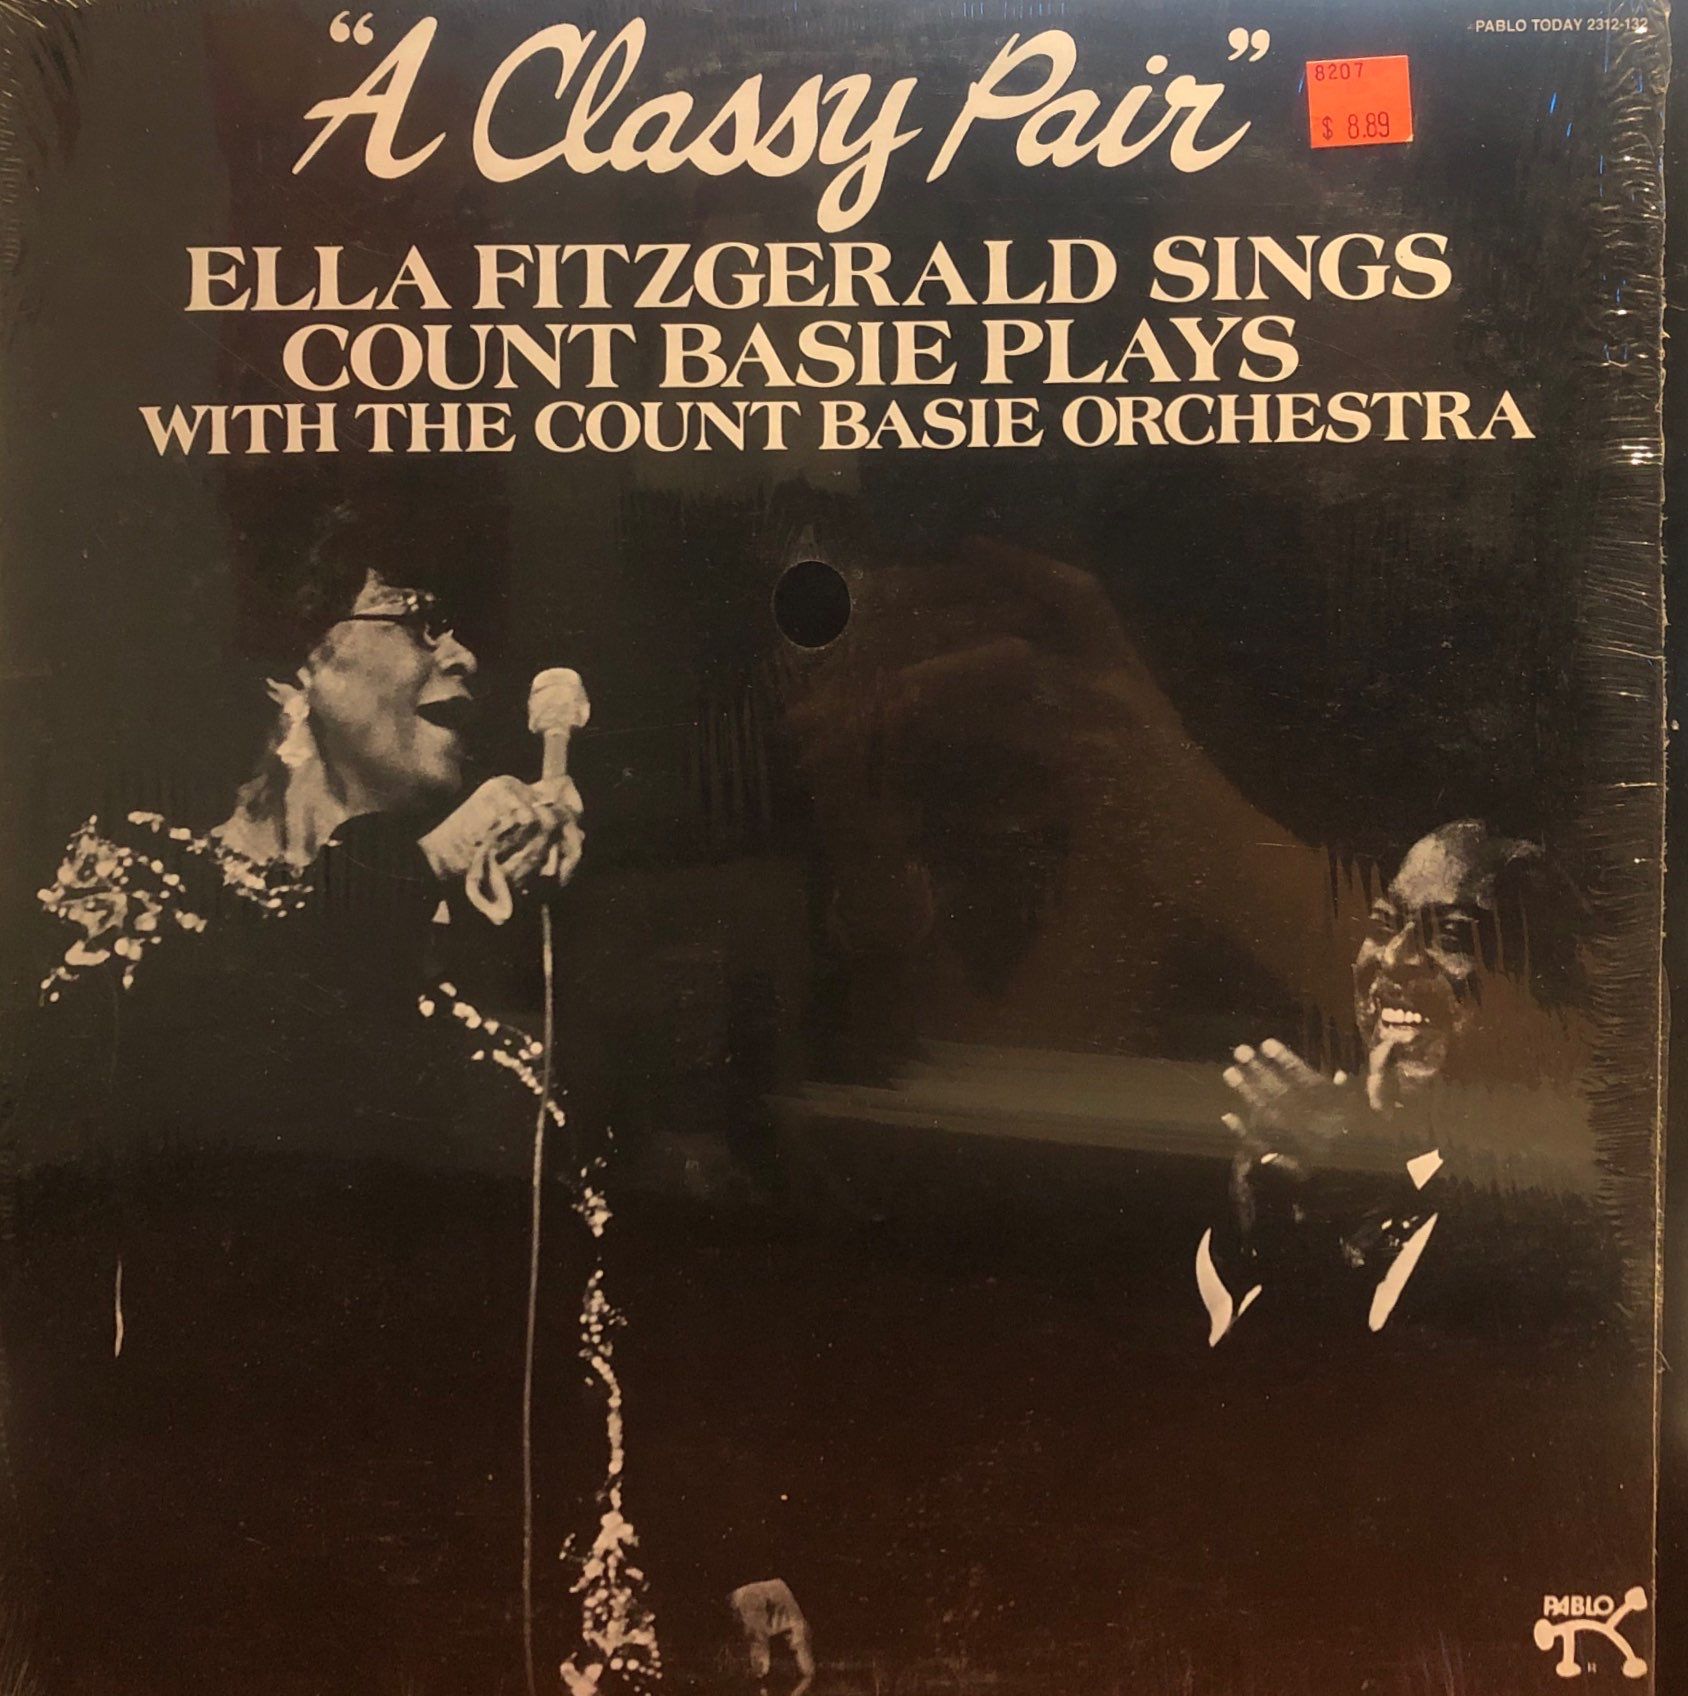 PABLO TODAY 2312-132
“A Classy Pair”
8207
$ 8.89
ELLA FITZGERALD SINGS
COUNT BASIE PLAYS
WITH THE COUNT BASIE ORCHESTRA
PABLO